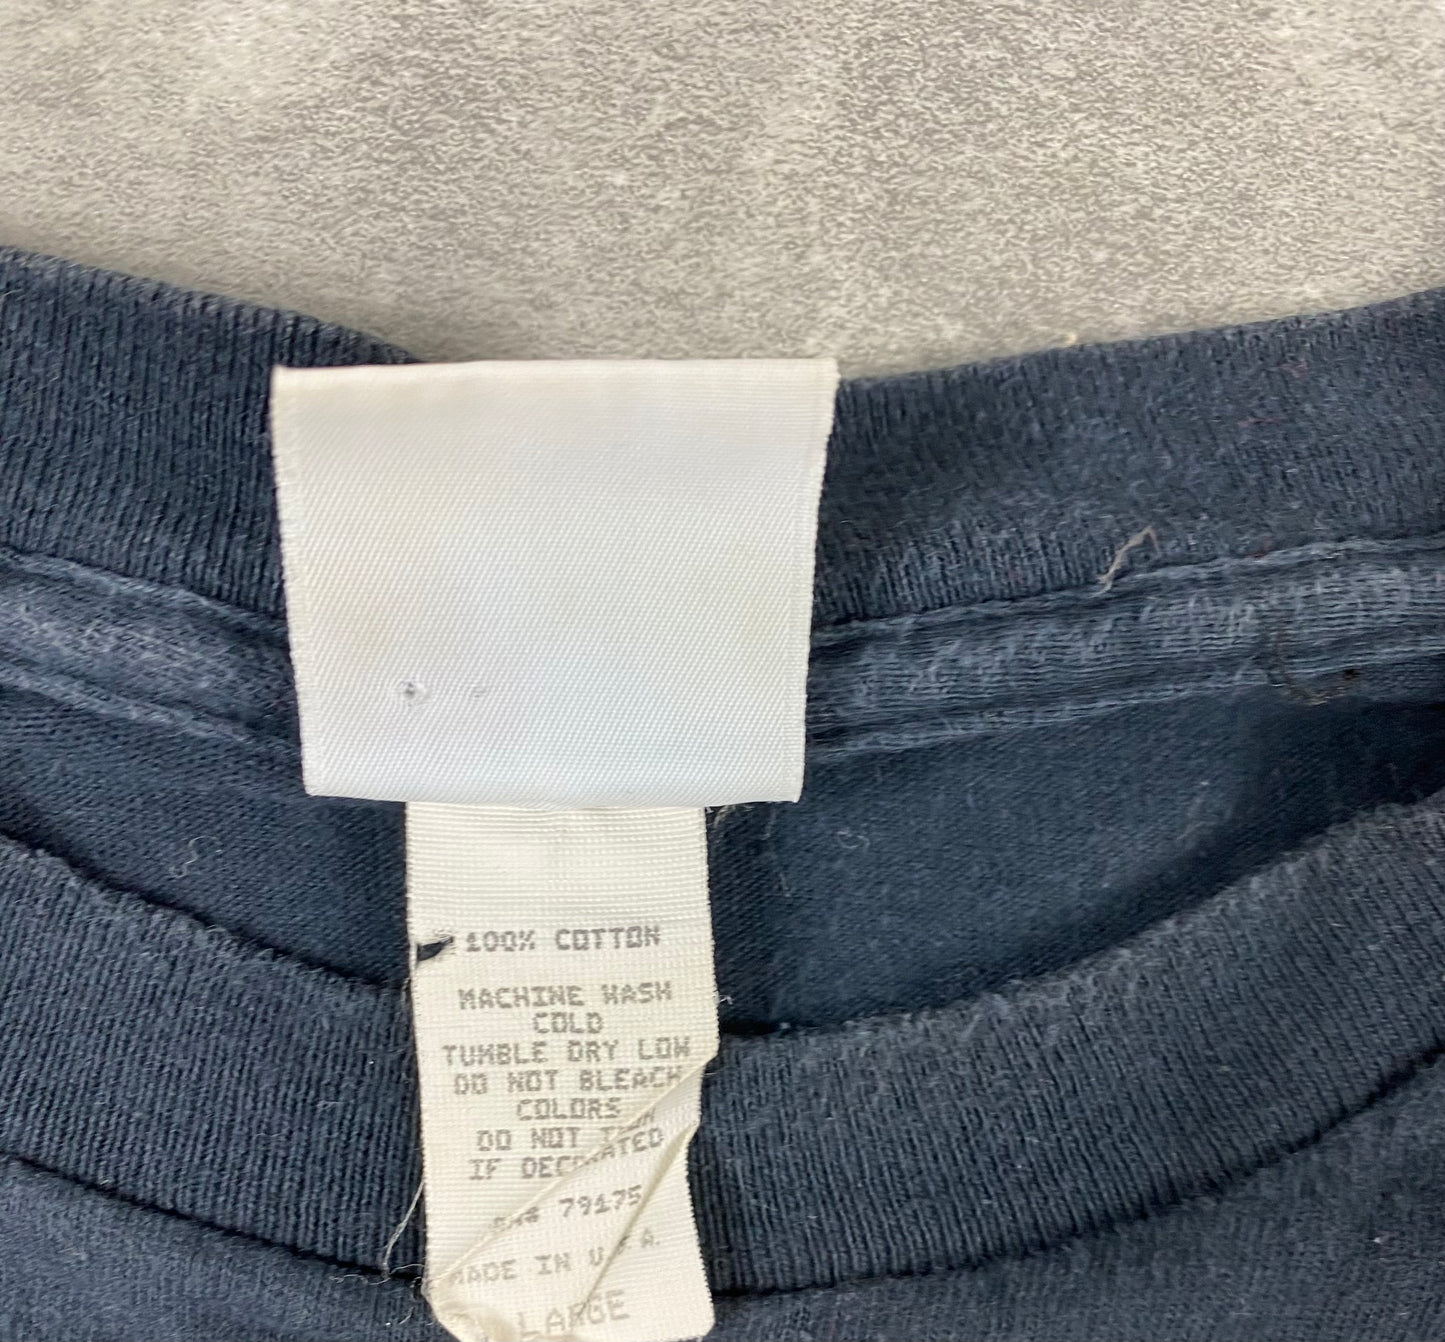 100% COTTON
MACHINE WASH
COLD
TUMBLE DRY LOW
DO NOT BLEACH
COLORS
DO NOT
IF DECORATED
RN# 79175
MADE IN U.S.A.
LARGE